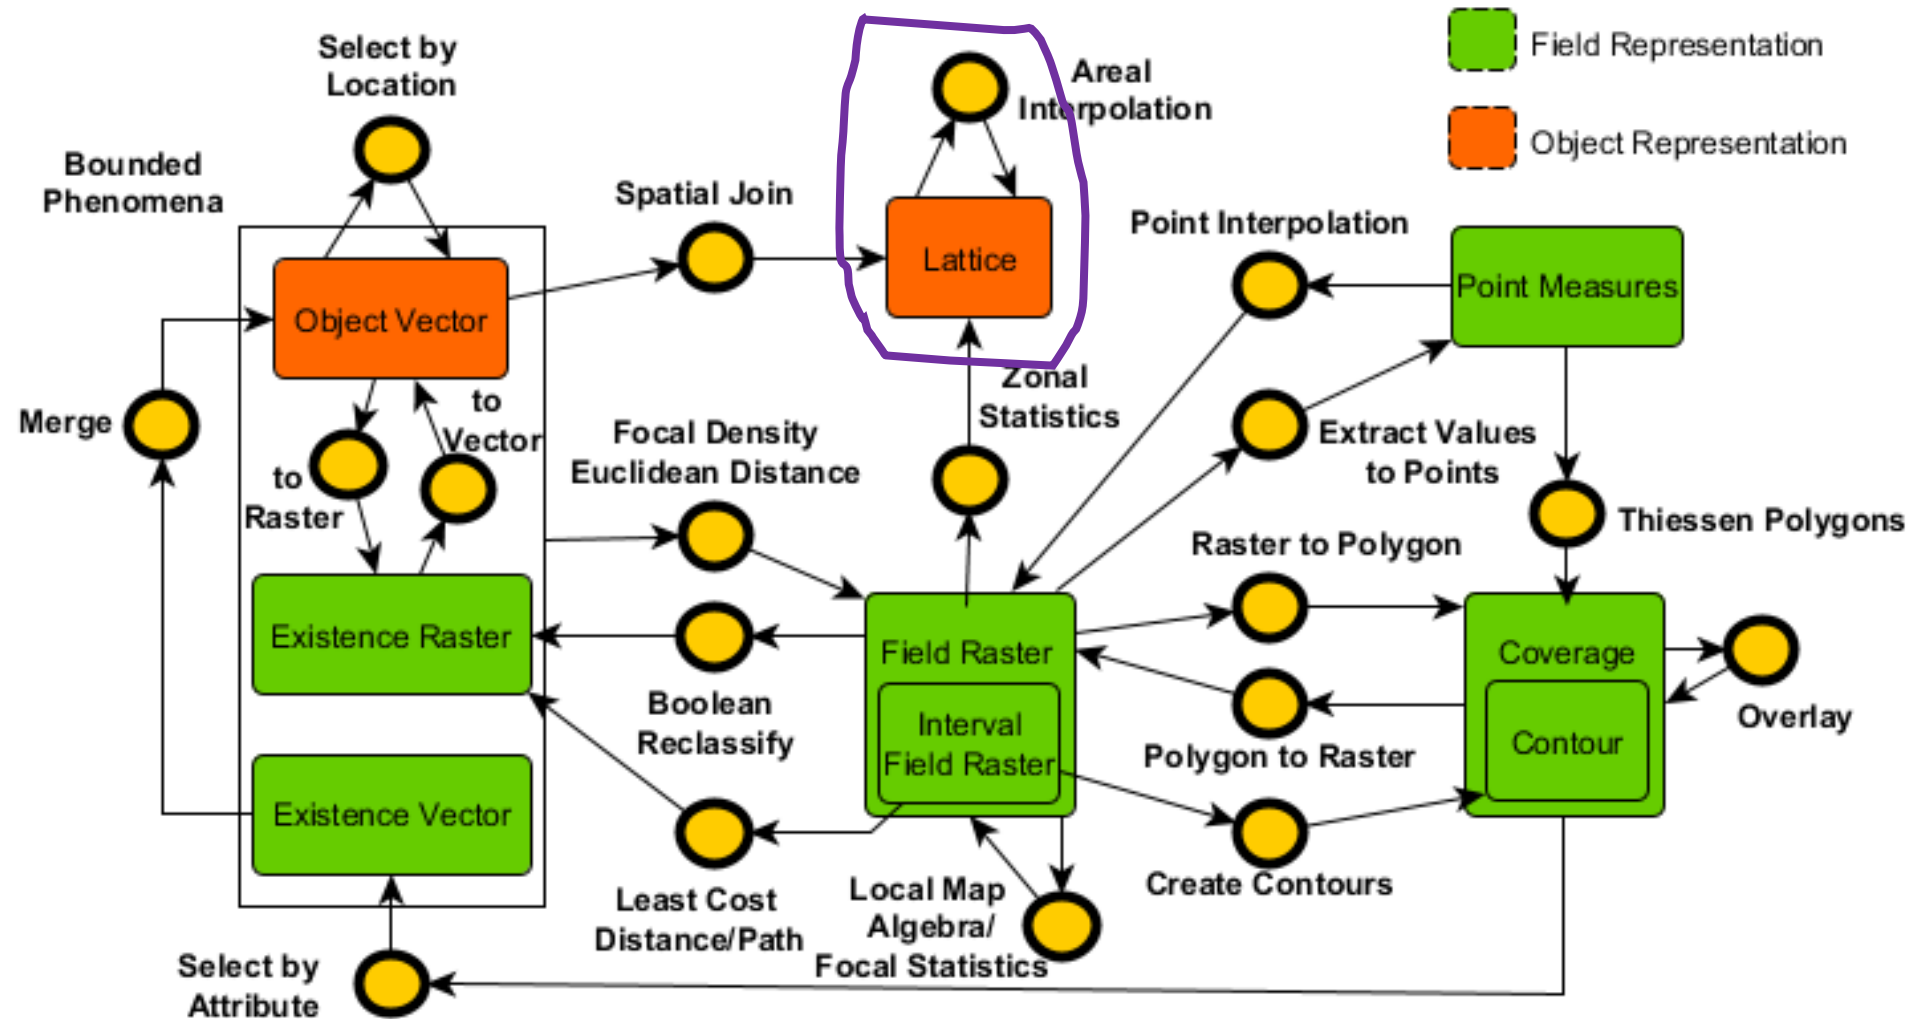 Select by
Location
Bounded
Phenomena
Object Vector
Merge
to
Raster
to
Vector
Existence Raster
Existence Vector
Select by
Attribute
Spatial Join
Focal Density
Euclidean Distance
Boolean
Reclassify
Least Cost
Distance/Path
Areal
Interpolation
Lattice
Zonal
Statistics
Field Raster
Interval
Field Raster
Local Map
Algebra/
Focal Statistics
Point Interpolation
Extract Values
to Points
Raster to Polygon
Polygon to Raster
Create Contours
Field Representation
Object Representation
Point Measures
Thiessen Polygons
Coverage
Contour
Overlay